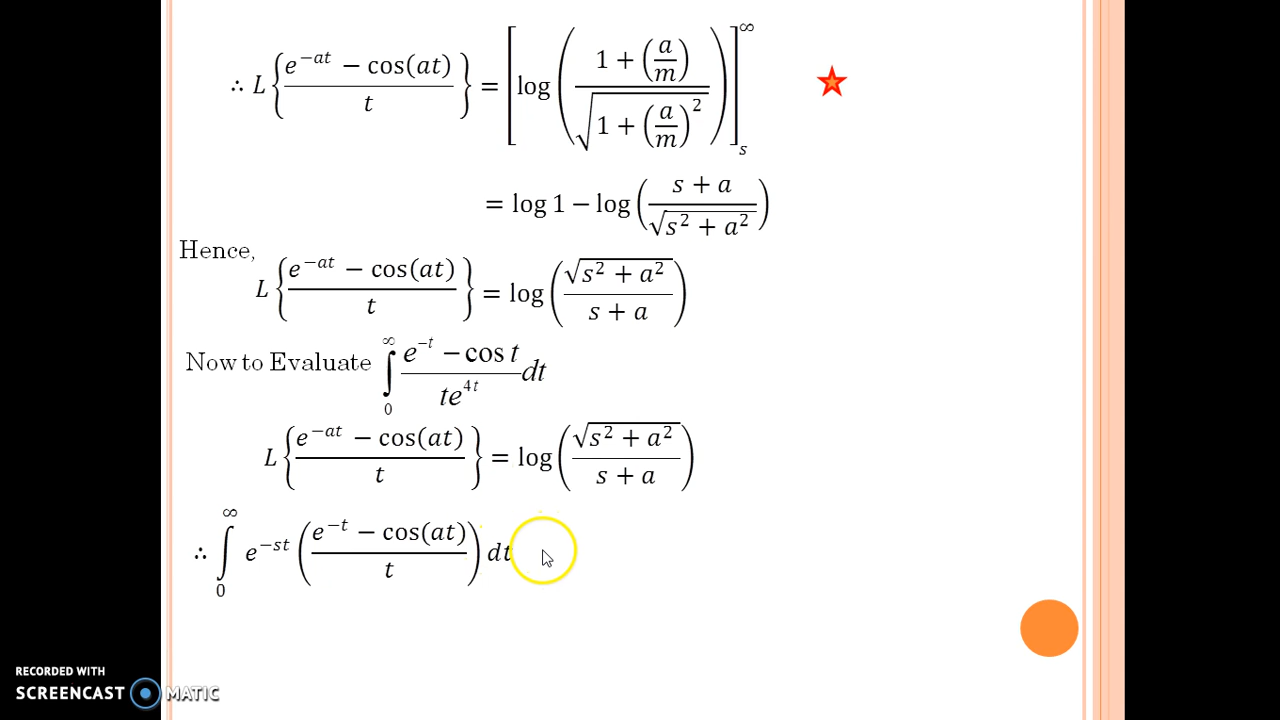 ∴ L{(e^{-at} − cos(at))/t} = [log((1 + (a/m))/√(1 + (a/m)^2))]_s^∞
= log 1 − log((s + a)/√(s² + a²))
Hence,
L{(e^{-at} − cos(at))/t} = log(√(s² + a²)/(s + a))
Now to Evaluate ∫_0^∞ (e^{-t} − cos t)/(te^{4t}) dt
L{(e^{-at} − cos(at))/t} = log(√(s² + a²)/(s + a))
∴ ∫_0^∞ e^{-st} ((e^{-t} − cos(at))/t) dt
RECORDED WITH
SCREENCAST MATIC